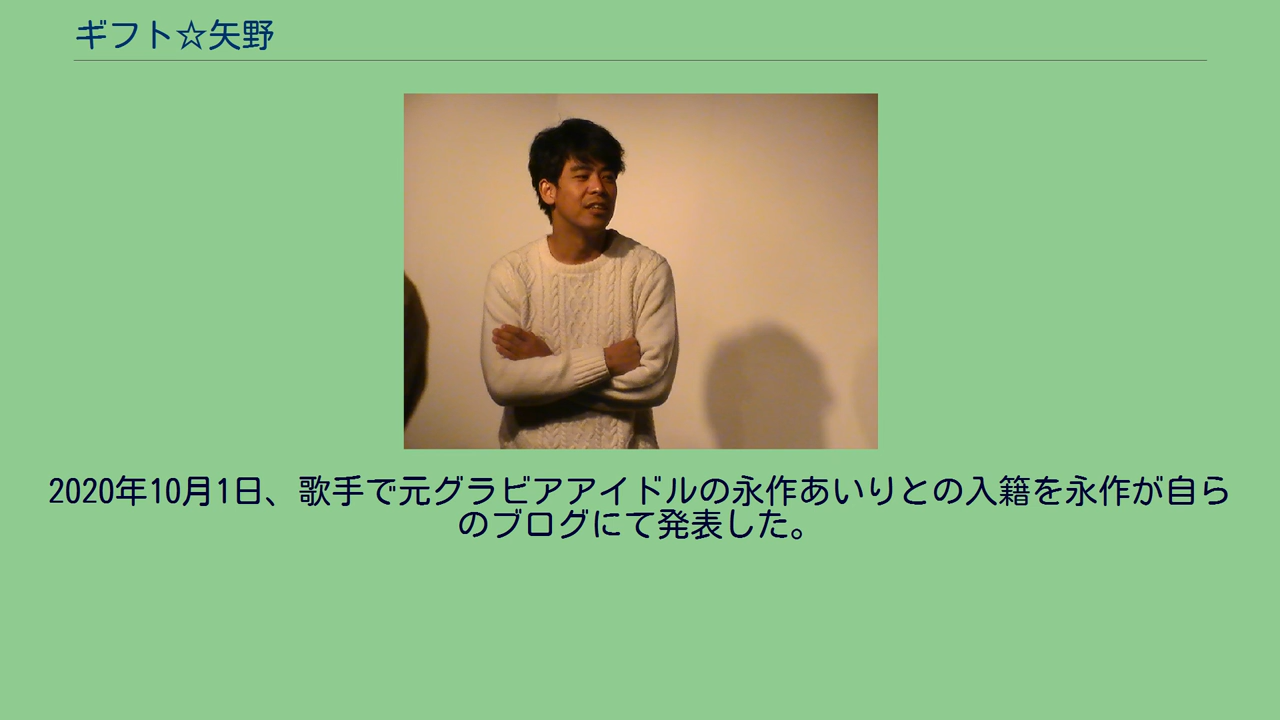 ギフト☆矢野
2020年10月1日、歌手で元グラビアアイドルの永作あいりとの入籍を永作が自ら
のブログにて発表した。